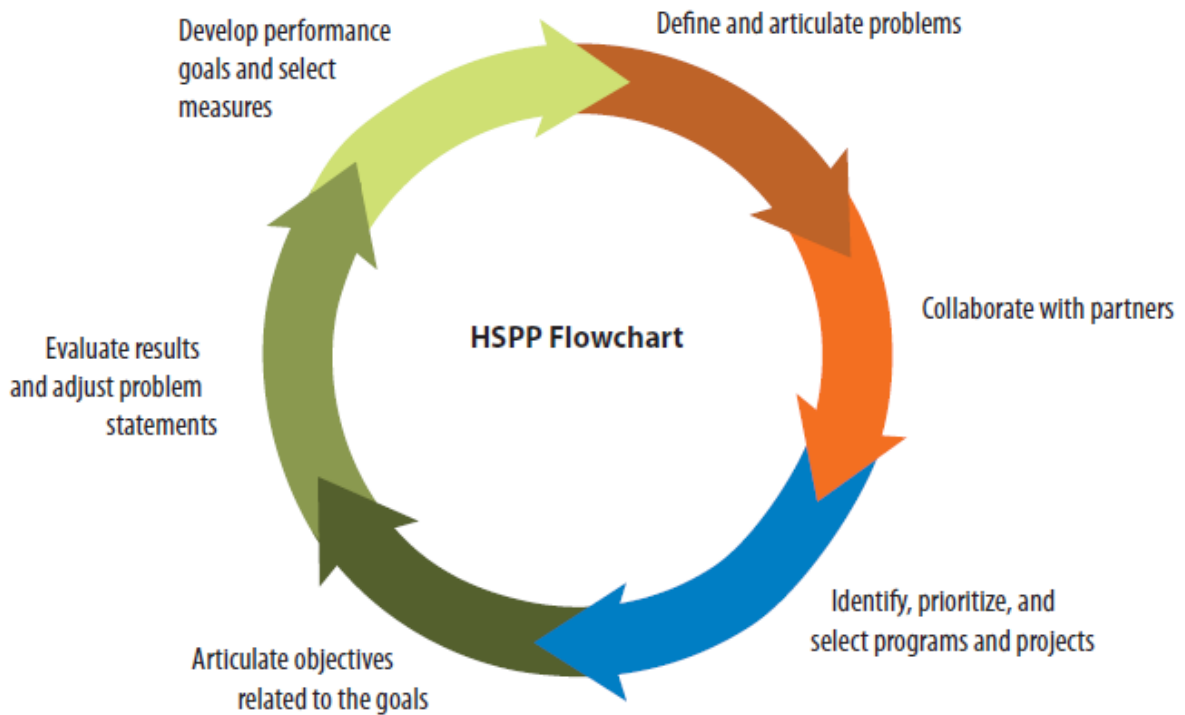 Develop performance
goals and select
measures
Define and articulate problems
Collaborate with partners
HSPP Flowchart
Evaluate results
and adjust problem
statements
Identify, prioritize, and
select programs and projects
Articulate objectives
related to the goals